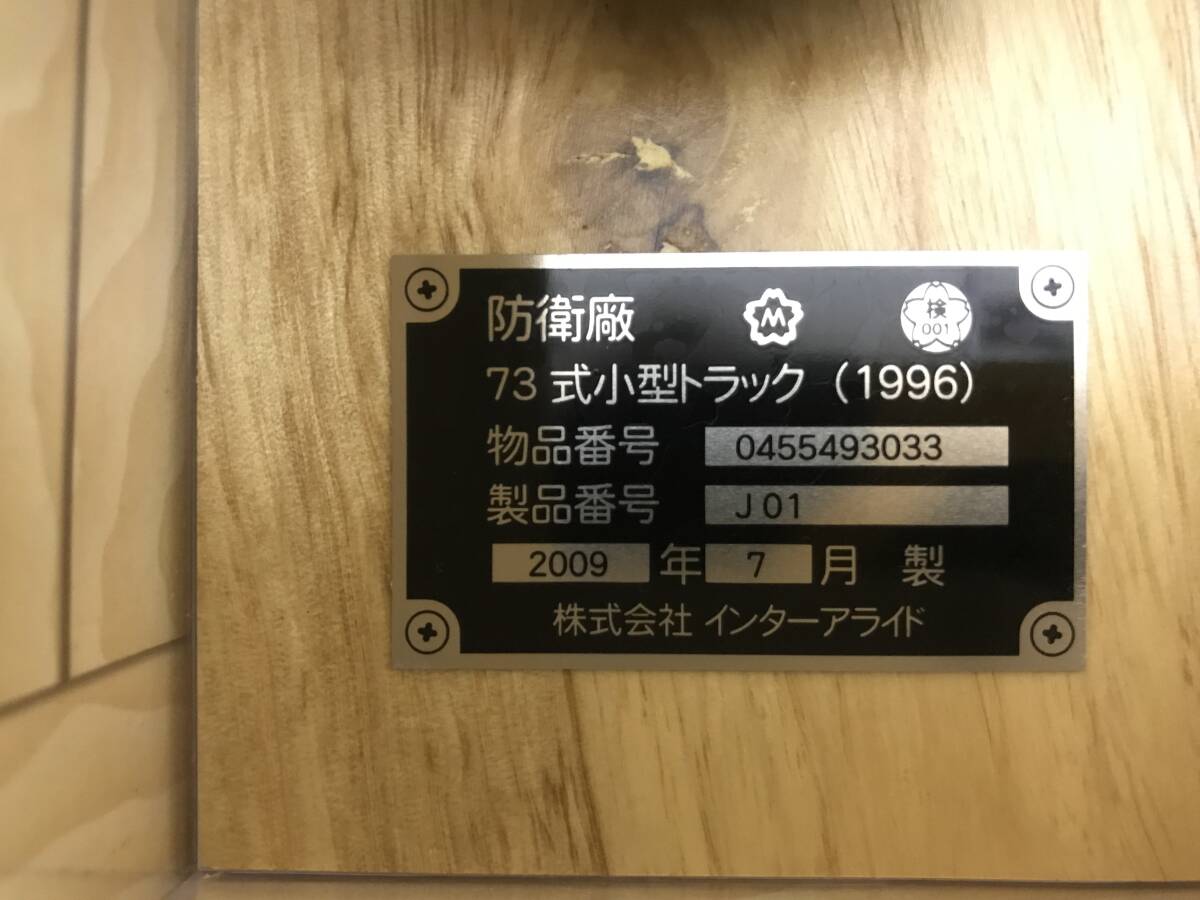 防衛廠 M 検 001
73 式小型トラック (1996)
物品番号 0455493033
製品番号 J01
2009 年 7 月 製
株式会社 インターアライド